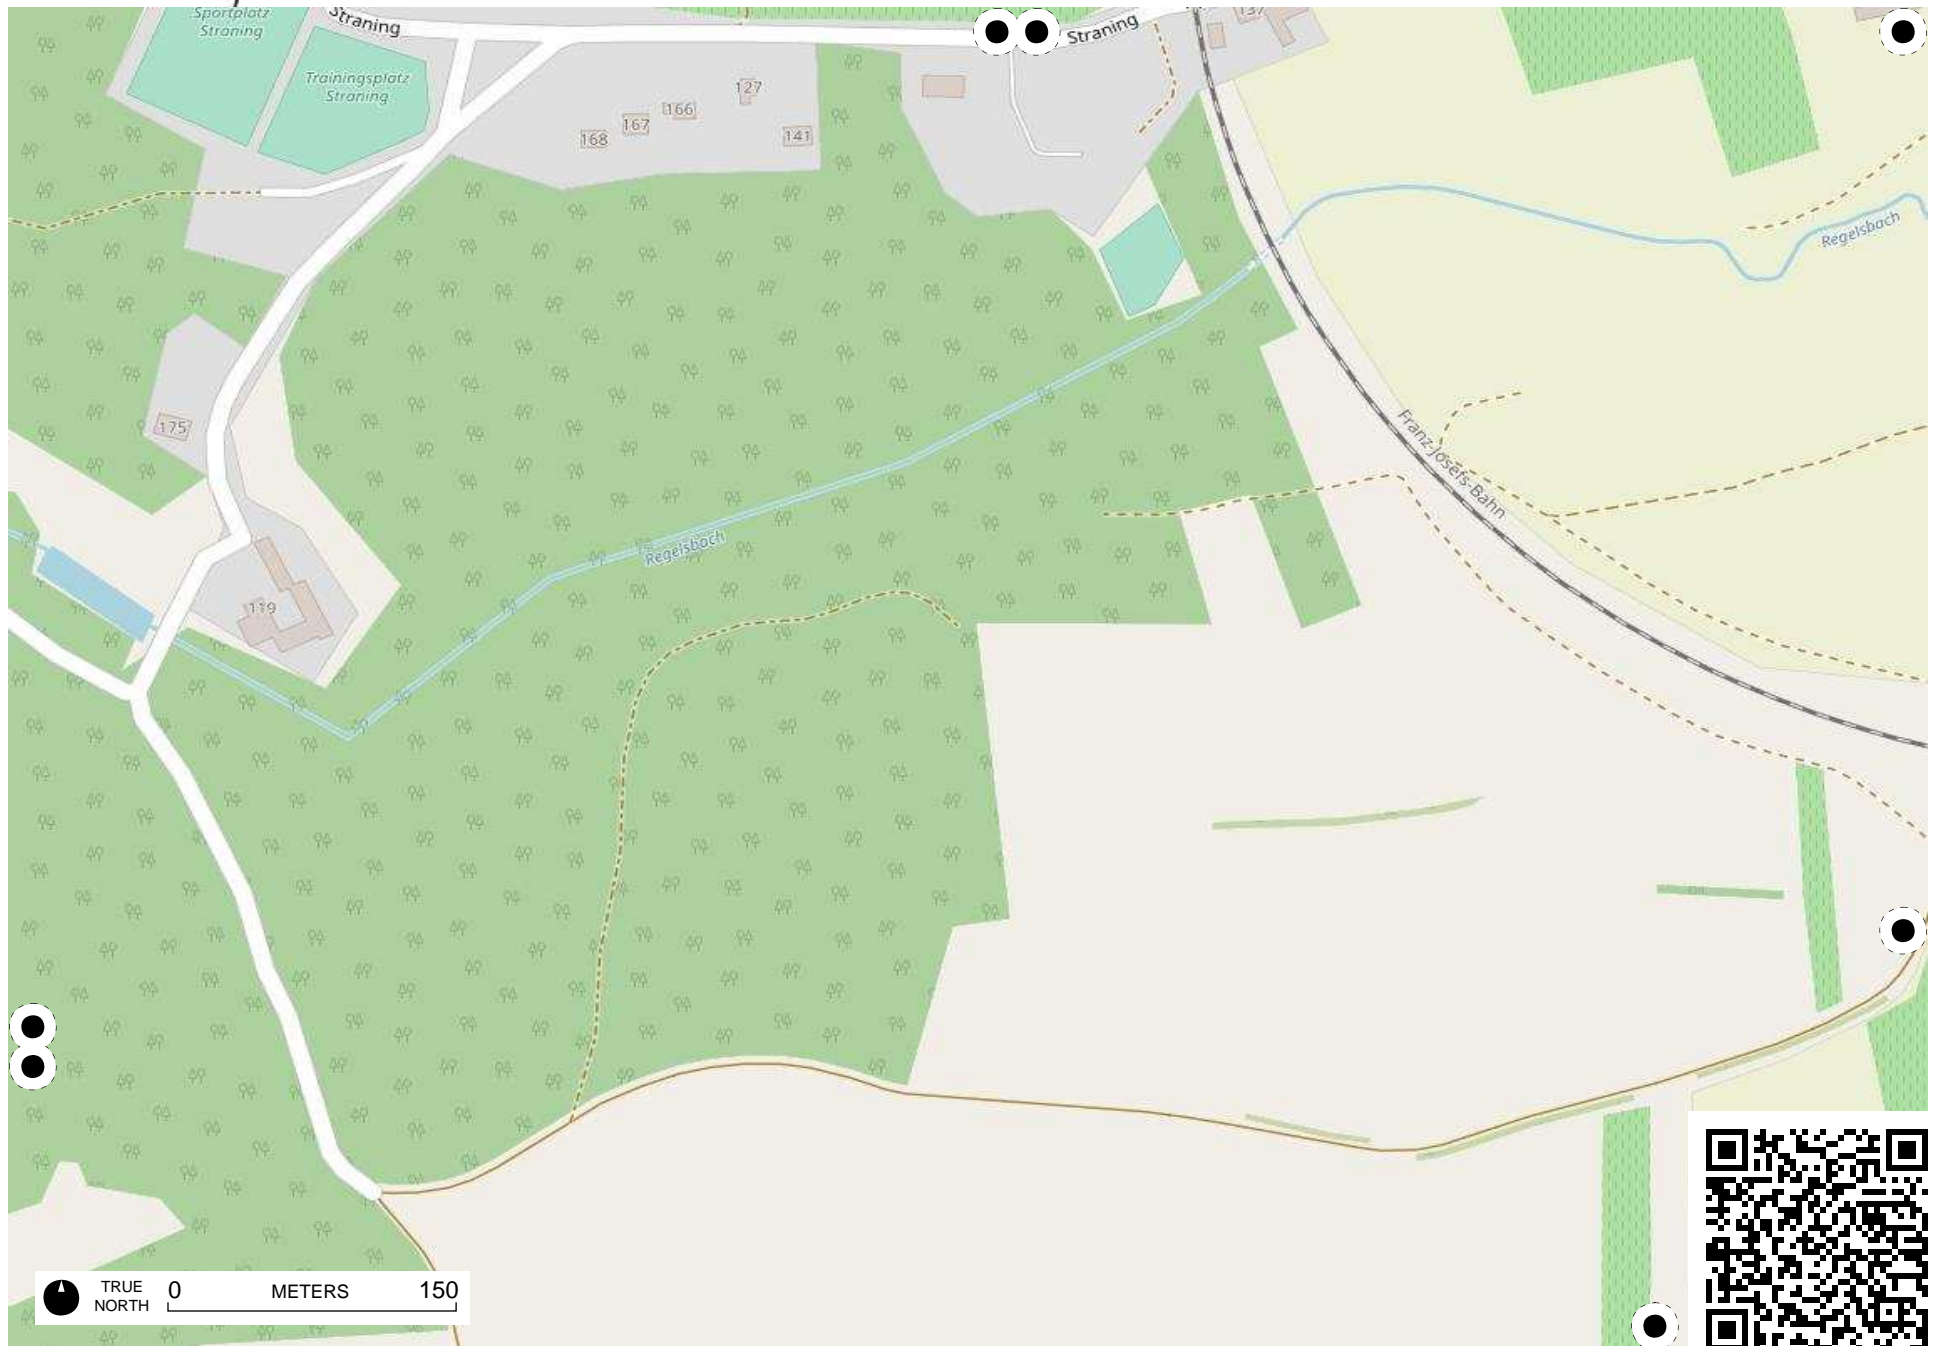 Sportplatz
Straning
Straning
Straning
137
Trainingsplatz
Straning
127
166
167
168
141
Regelsbach
175
Franz-Josefs-Bahn
Regelsbach
119
TRUE
NORTH
0 METERS 150